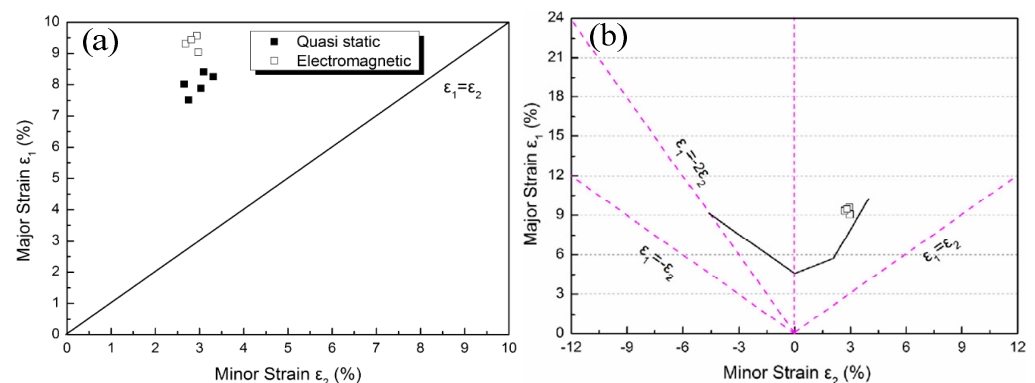 (a)
Quasi static
Electromagnetic
ε1=ε2
Major Strain ε1 (%)
10
9
8
7
6
5
4
3
2
1
0
0 1 2 3 4 5 6 7 8 9 10
Minor Strain ε2 (%)
(b)
Major Strain ε1 (%)
24
21
18
15
12
9
6
3
0
ε1=-2ε2
ε1=-ε2
ε1=ε2
-12 -9 -6 -3 0 3 6 9 12
Minor Strain ε2 (%)